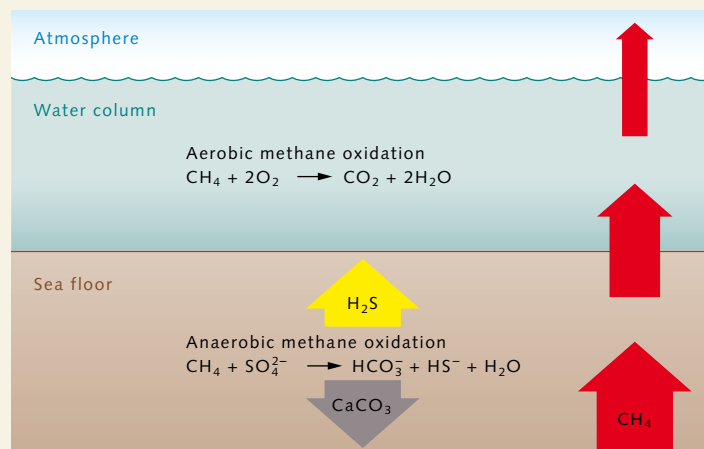 Atmosphere
Water column
Aerobic methane oxidation
CH₄ + 2O₂ → CO₂ + 2H₂O
Sea floor
H₂S
Anaerobic methane oxidation
CH₄ + SO₄²⁻ → HCO₃⁻ + HS⁻ + H₂O
CaCO₃
CH₄